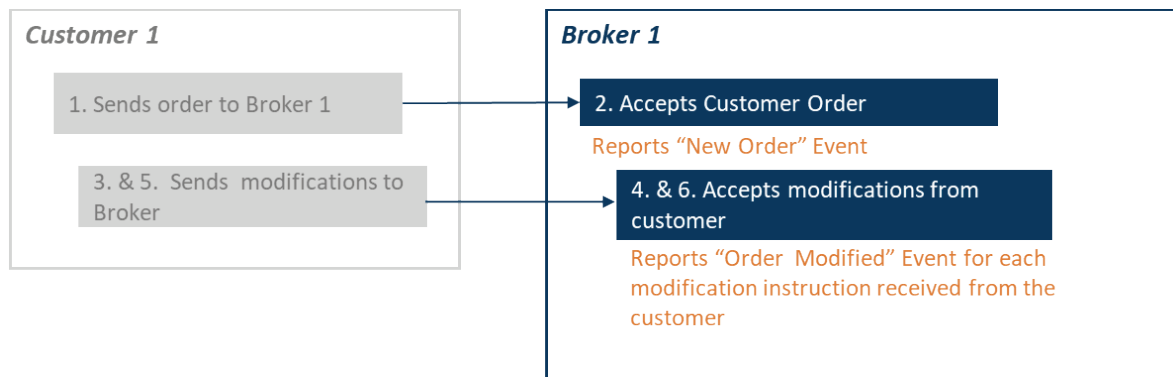 Customer 1
Broker 1
1. Sends order to Broker 1
2. Accepts Customer Order
Reports “New Order” Event
3. & 5.  Sends  modifications to
Broker
4. & 6. Accepts modifications from
customer
Reports “Order  Modified” Event for each
modification instruction received from the
customer